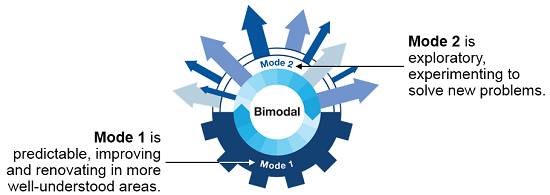 Mode 2 is
exploratory,
experimenting to
solve new problems.
Mode 2
Bimodal
Mode 1
Mode 1 is
predictable, improving
and renovating in more
well-understood areas.